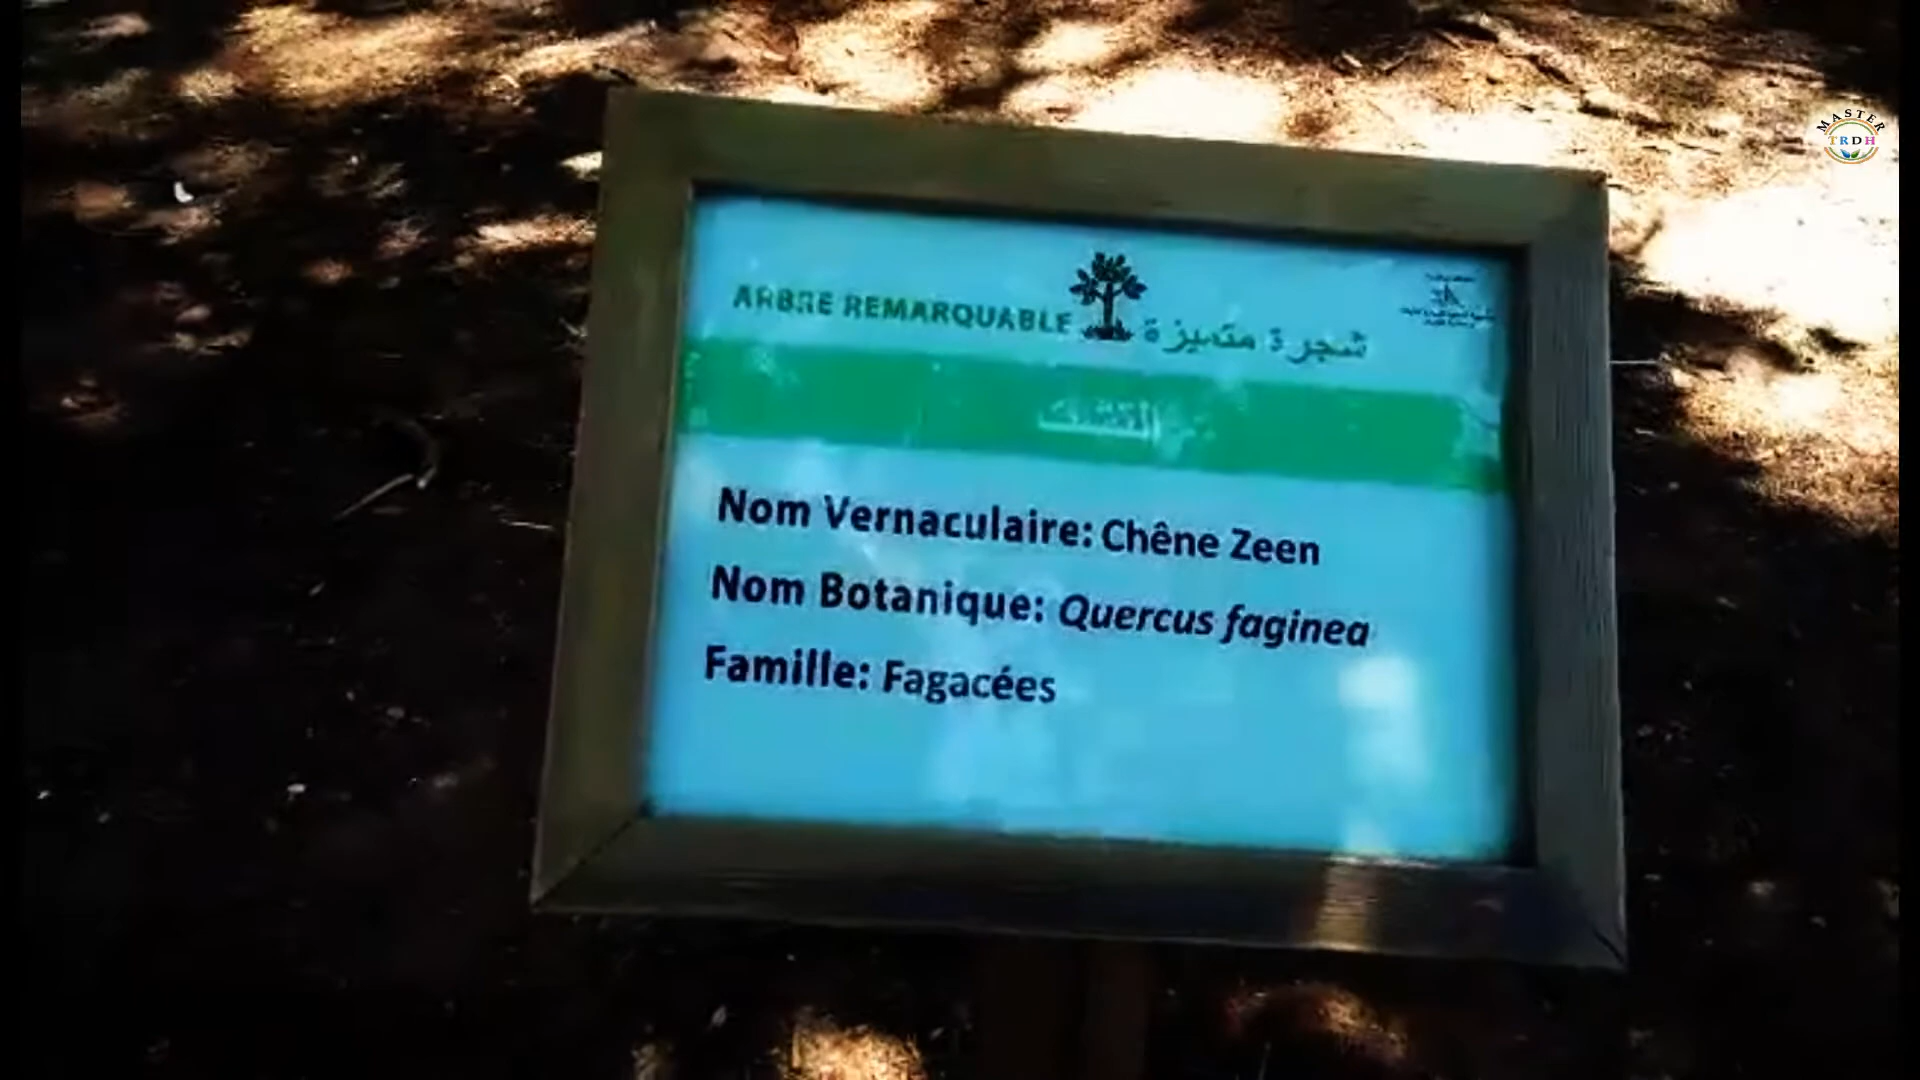 MASTER
TRDH
ARBRE REMARQUABLE
شجرة متميزة
Nom Vernaculaire: Chêne Zeen
Nom Botanique: Quercus faginea
Famille: Fagacées